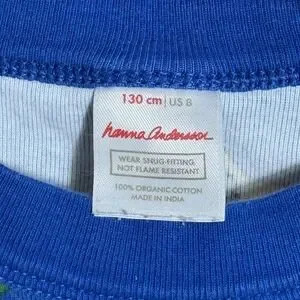 130 cm | US 8
hanna andersson
WEAR SNUG-FITTING
NOT FLAME RESISTANT
100% ORGANIC COTTON
MADE IN INDIA